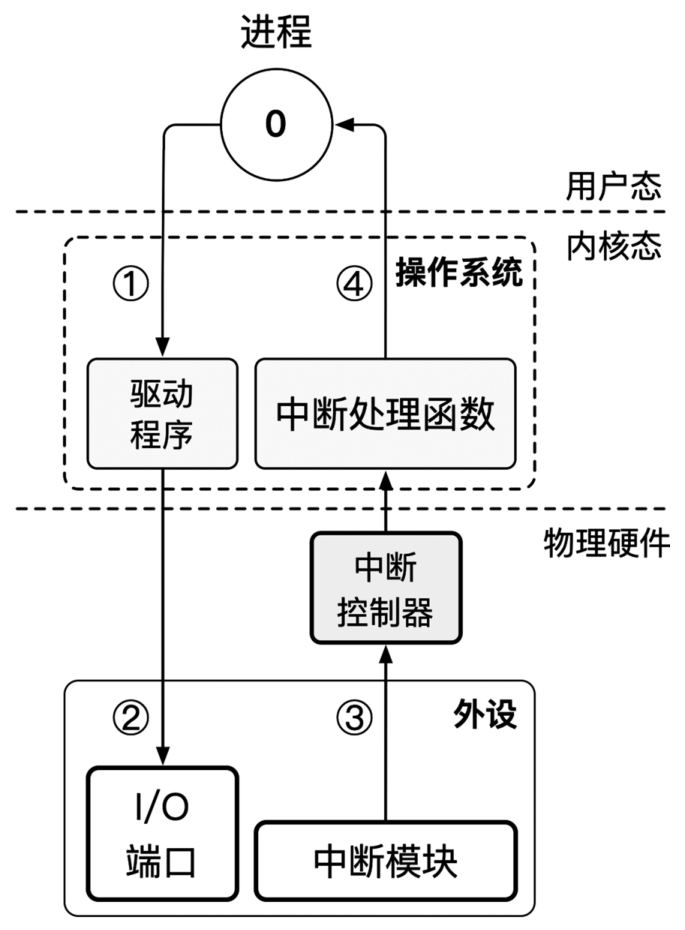 进程
0
用户态
内核态
①
④
操作系统
驱动
程序
中断处理函数
物理硬件
中断
控制器
②
③
外设
I/O
端口
中断模块